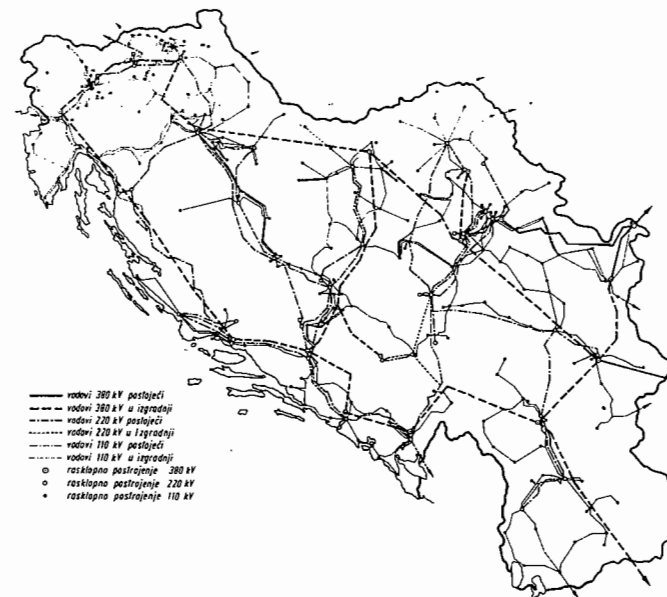 vodovi 380 kV postojeći
vodovi 380 kV u izgradnji
vodovi 220 kV postojeći
vodovi 220 kV u izgradnji
vodovi 110 kV postojeći
vodovi 110 kV u izgradnji
rasklopno postrojenje 380 kV
rasklopno postrojenje 220 kV
rasklopno postrojenje 110 kV